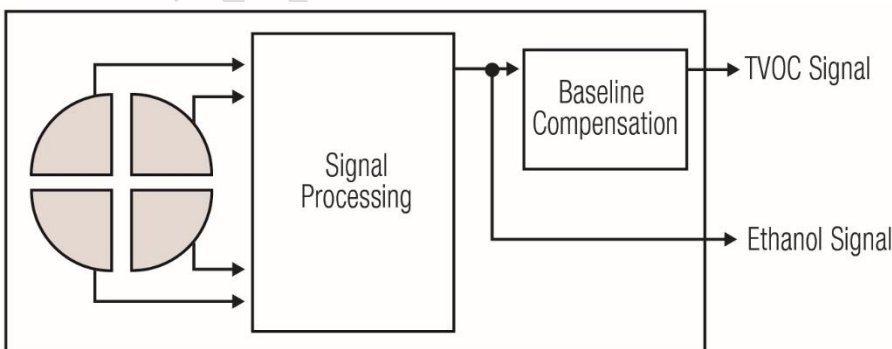 Signal
Processing
Baseline
Compensation
TVOC Signal
Ethanol Signal